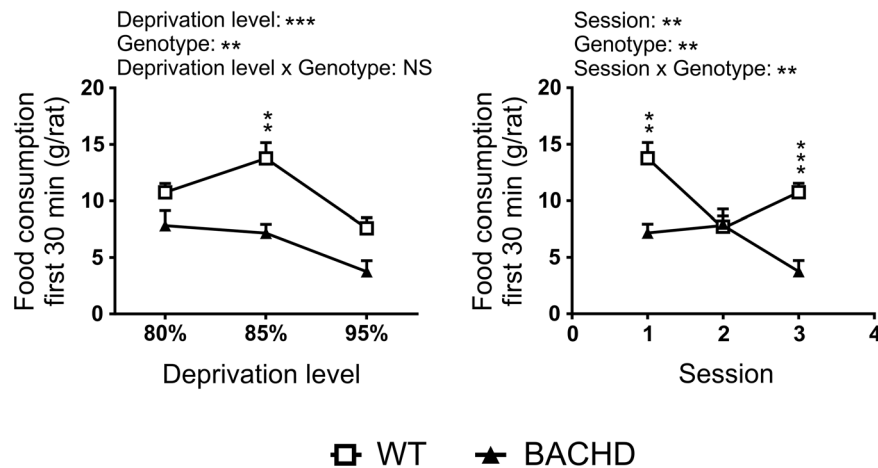 Deprivation level: ***
Genotype: **
Deprivation level x Genotype: NS
Food consumption
first 30 min (g/rat)
20
15
10
5
0
**
80%
85%
95%
Deprivation level
Session: **
Genotype: **
Session x Genotype: **
Food consumption
first 30 min (g/rat)
20
15
10
5
0
**
***
0
1
2
3
4
Session
WT
BACHD